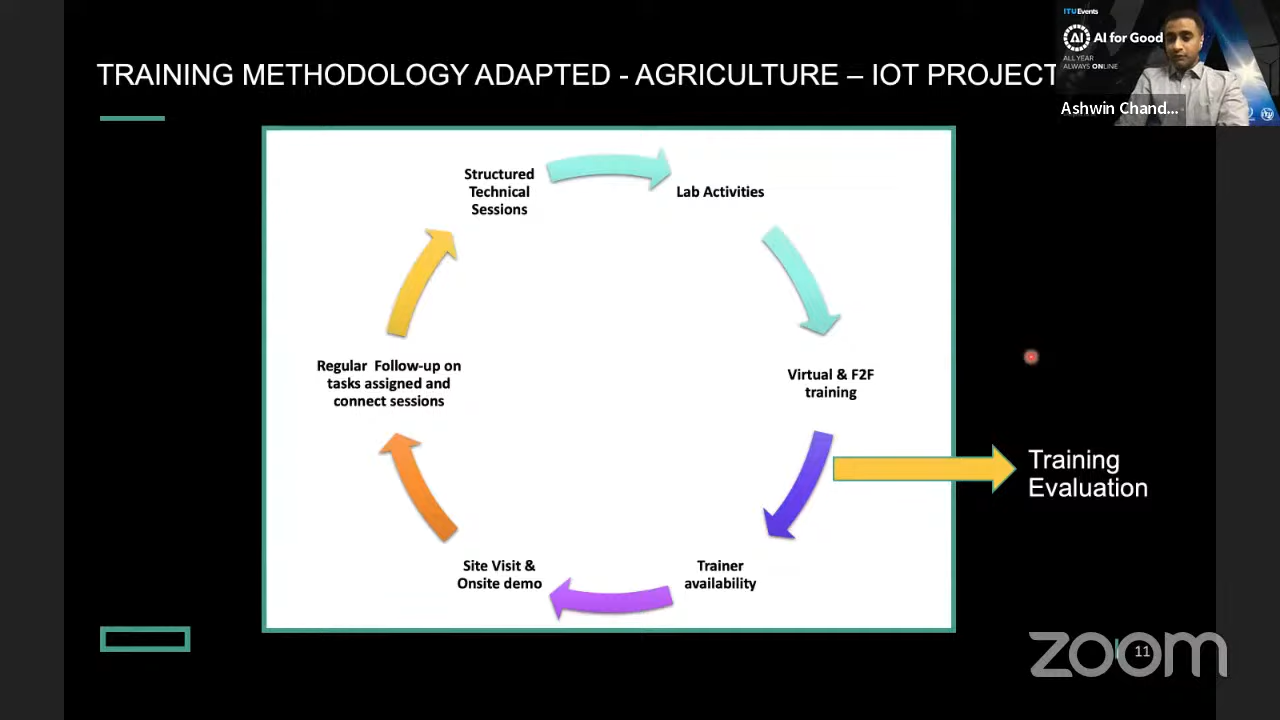 ITUEvents
AI
AI for Good
ALL YEAR
ALWAYS ONLINE
Ashwin Chand...
TRAINING METHODOLOGY ADAPTED - AGRICULTURE – IOT PROJECT
Structured
Technical
Sessions
Lab Activities
Regular Follow-up on
tasks assigned and
connect sessions
Virtual & F2F
training
Training
Evaluation
Site Visit &
Onsite demo
Trainer
availability
11
zoom